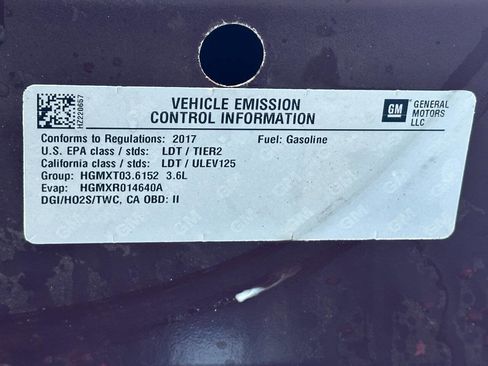 HZ220657
VEHICLE EMISSION
CONTROL INFORMATION
GM
GENERAL
MOTORS
LLC
Conforms to Regulations: 2017 Fuel: Gasoline
U.S. EPA class / stds: LDT / TIER2
California class / stds: LDT / ULEV125
Group: HGMXT03.6152 3.6L
Evap: HGMXR014640A
DGI/HO2S/TWC, CA OBD: II